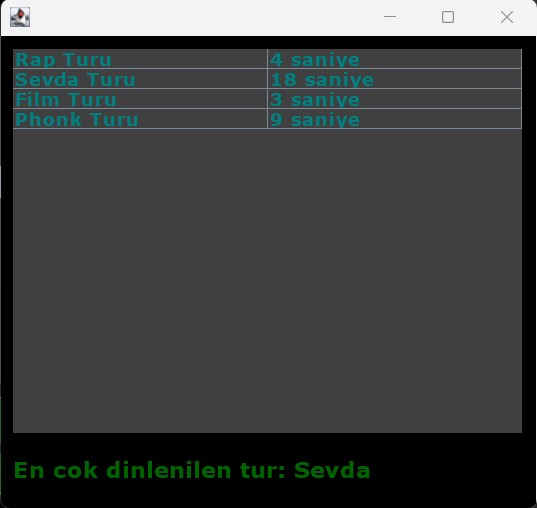 Rap Turu 4 saniye
Sevda Turu 18 saniye
Film Turu 3 saniye
Phonk Turu 9 saniye
En cok dinlenilen tur: Sevda